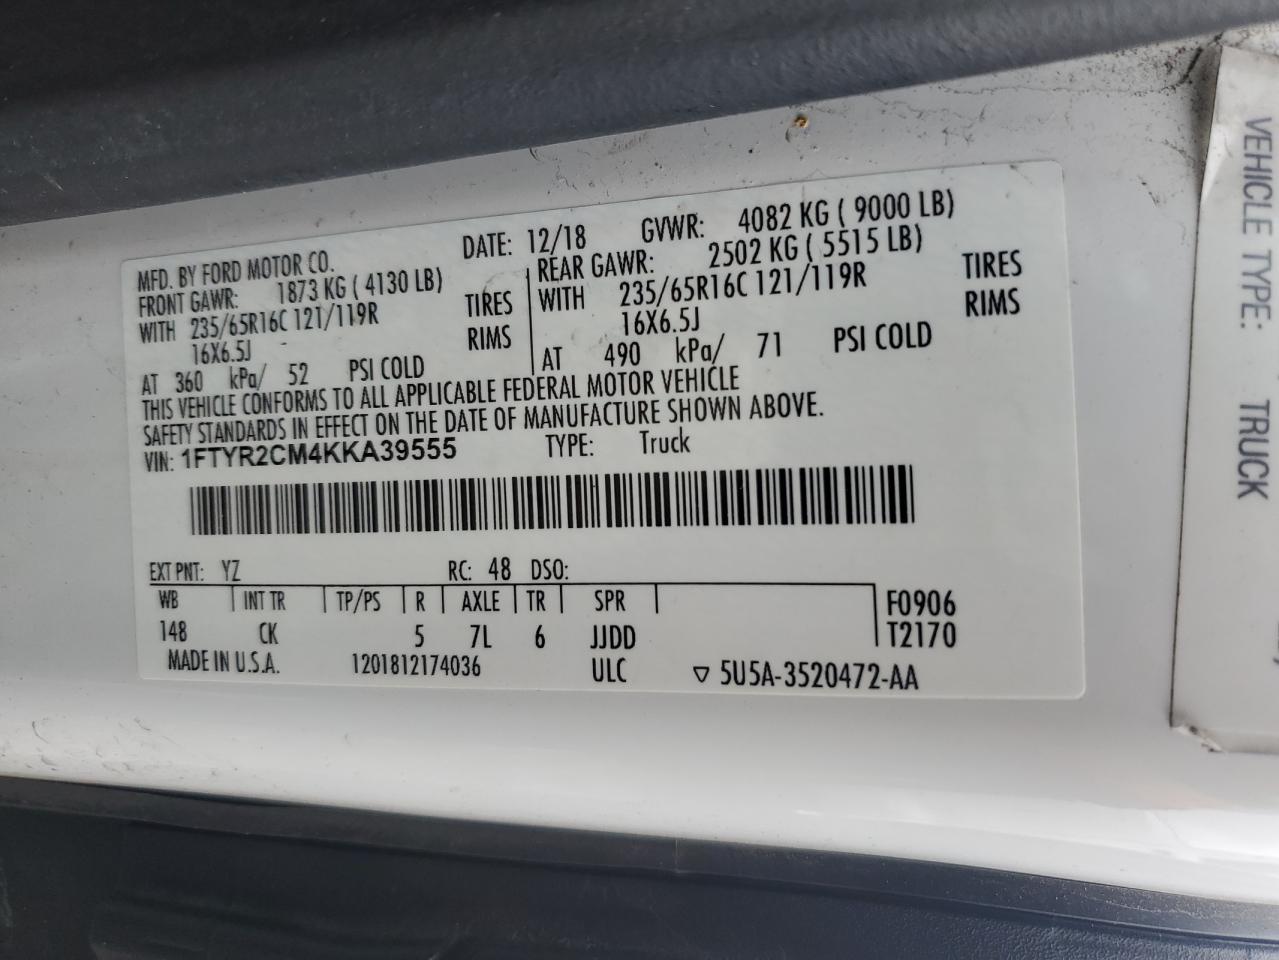 MFD. BY FORD MOTOR CO. DATE: 12/18 GVWR: 4082 KG ( 9000 LB)
FRONT GAWR: 1873 KG ( 4130 LB) REAR GAWR: 2502 KG ( 5515 LB)
WITH 235/65R16C 121/119R TIRES WITH 235/65R16C 121/119R TIRES
16X6.5J RIMS 16X6.5J RIMS
AT 360 kPa/ 52 PSI COLD AT 490 kPa/ 71 PSI COLD
THIS VEHICLE CONFORMS TO ALL APPLICABLE FEDERAL MOTOR VEHICLE
SAFETY STANDARDS IN EFFECT ON THE DATE OF MANUFACTURE SHOWN ABOVE.
VIN: 1FTYR2CM4KKA39555 TYPE: Truck
EXT PNT: YZ RC: 48 DSO:
WB INT TR TP/PS R AXLE TR SPR F0906
148 CK 5 7L 6 JJDD T2170
MADE IN U.S.A. 1201812174036 ULC ▽ 5U5A-3520472-AA
VEHICLE TYPE: TRUCK